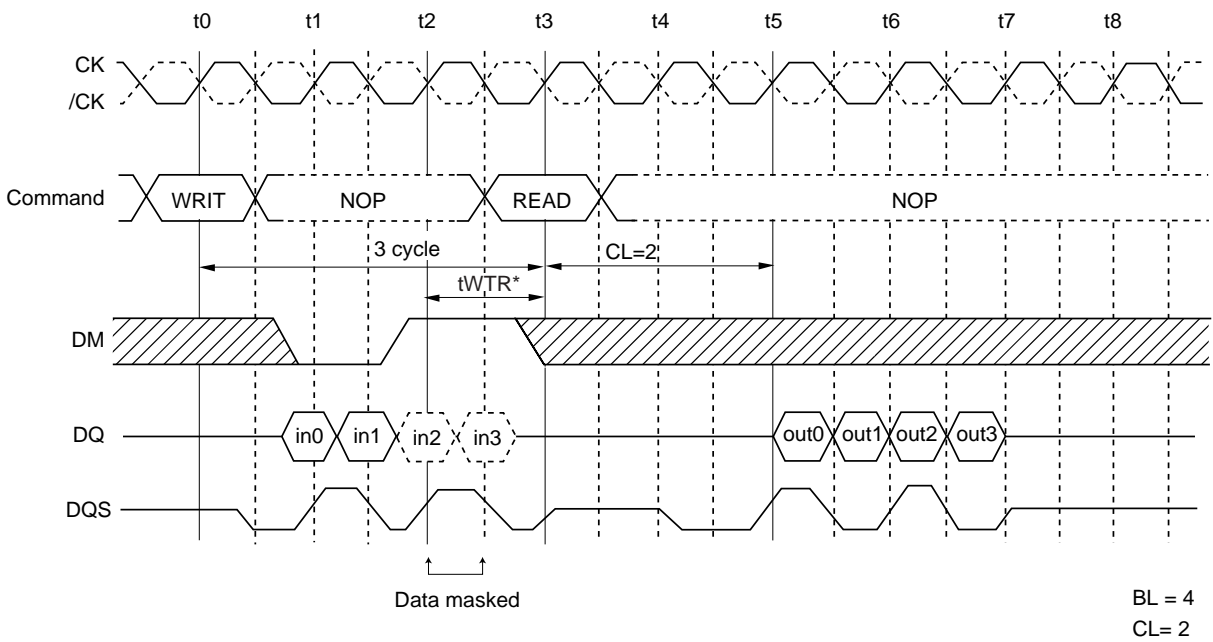 t0 t1 t2 t3 t4 t5 t6 t7 t8
CK
/CK
Command WRIT NOP READ NOP
3 cycle CL=2
tWTR*
DM
DQ in0 in1 in2 in3 out0 out1 out2 out3
DQS
Data masked
BL = 4
CL= 2